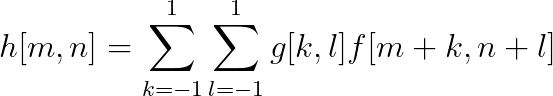 h[m, n] = \sum_{k=-1}^{1} \sum_{l=-1}^{1} g[k, l] f[m + k, n + l]